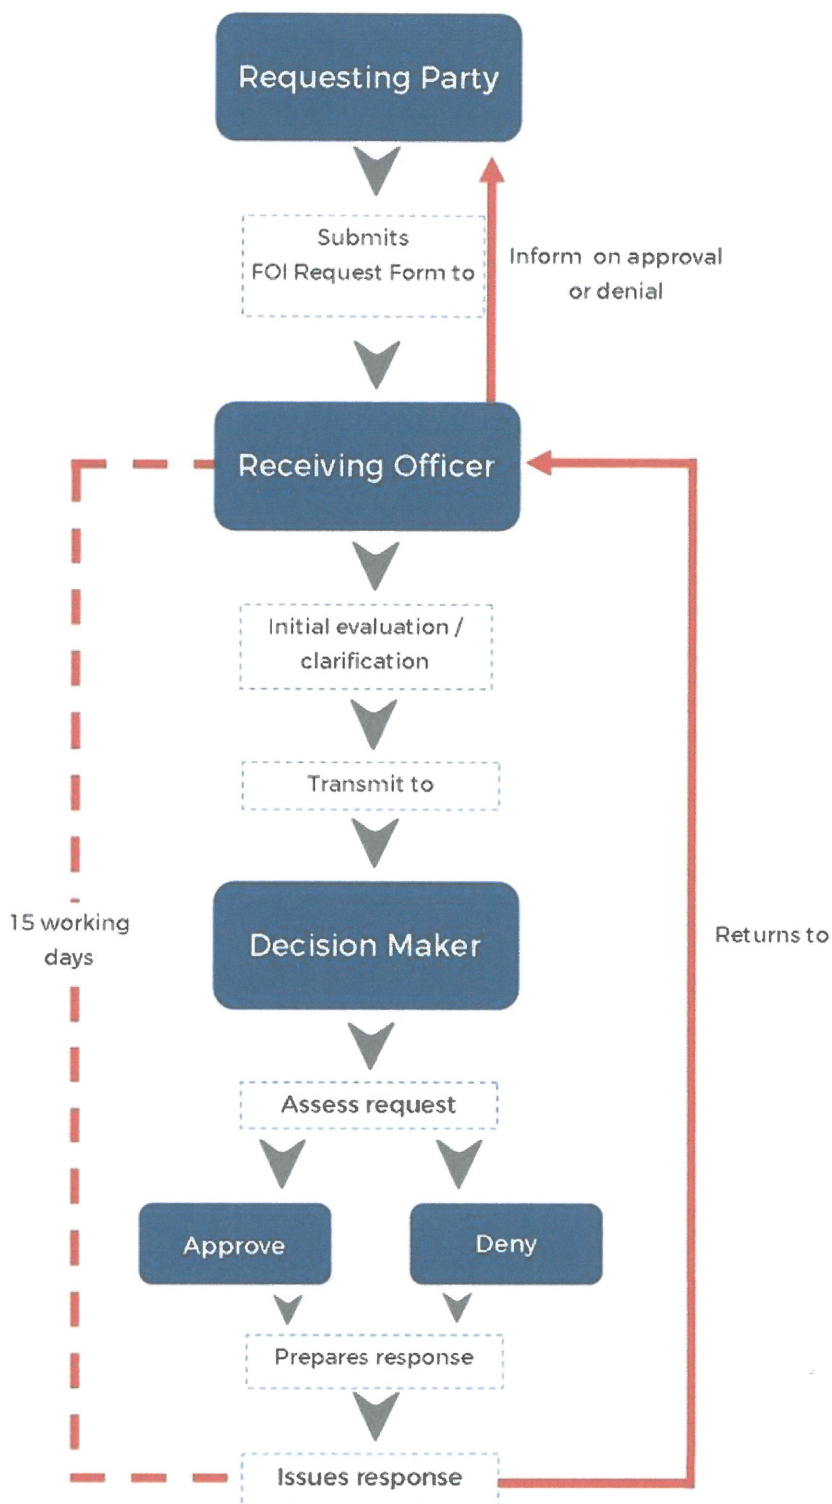 Requesting Party
Submits
FOI Request Form to
Inform on approval
or denial
Receiving Officer
Initial evaluation /
clarification
Transmit to
15 working
days
Decision Maker
Returns to
Assess request
Approve
Deny
Prepares response
Issues response